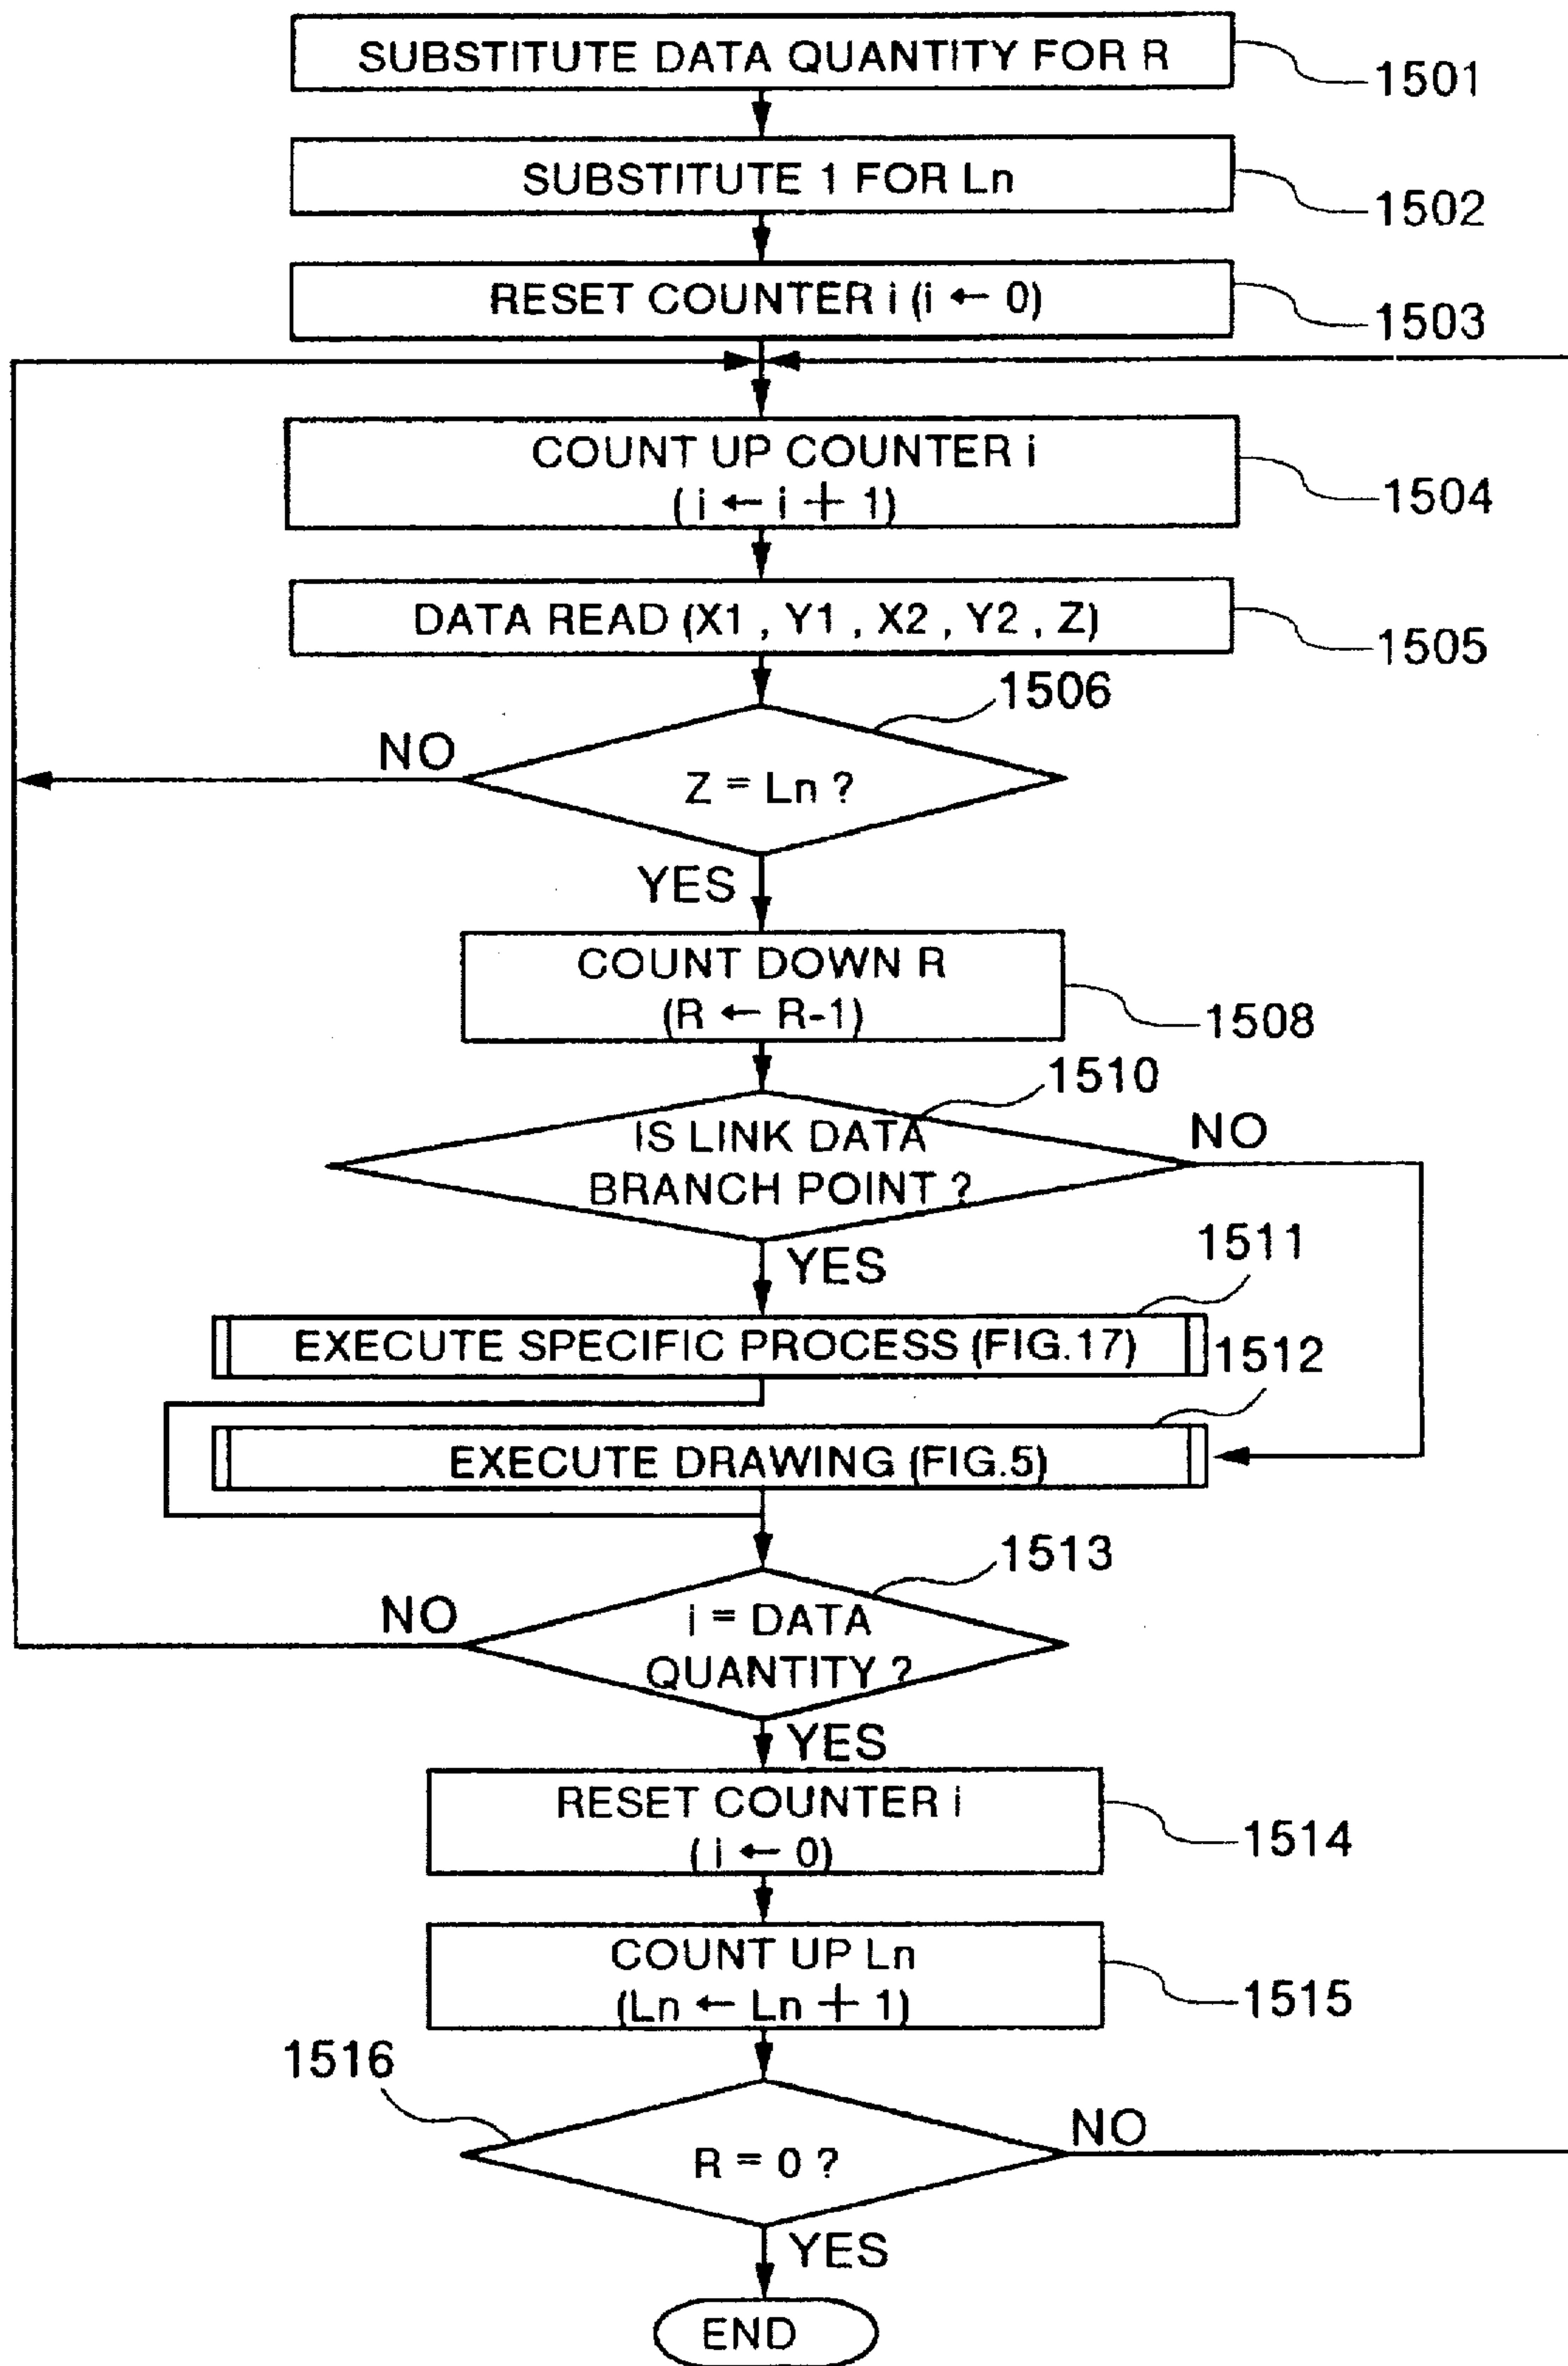 SUBSTITUTE DATA QUANTITY FOR R
1501
SUBSTITUTE 1 FOR Ln
1502
RESET COUNTER i (i ← 0)
1503
COUNT UP COUNTER i
( i ← i + 1)
1504
DATA READ (X1 , Y1 , X2 , Y2 , Z)
1505
1506
NO
Z = Ln ?
YES
COUNT DOWN R
(R ← R-1)
1508
1510
IS LINK DATA
BRANCH POINT ?
NO
YES
1511
EXECUTE SPECIFIC PROCESS (FIG.17)
1512
EXECUTE DRAWING (FIG.5)
1513
NO
i = DATA
QUANTITY ?
YES
RESET COUNTER i
( i ← 0)
1514
COUNT UP Ln
(Ln ← Ln + 1)
1515
1516
NO
R = 0 ?
YES
END